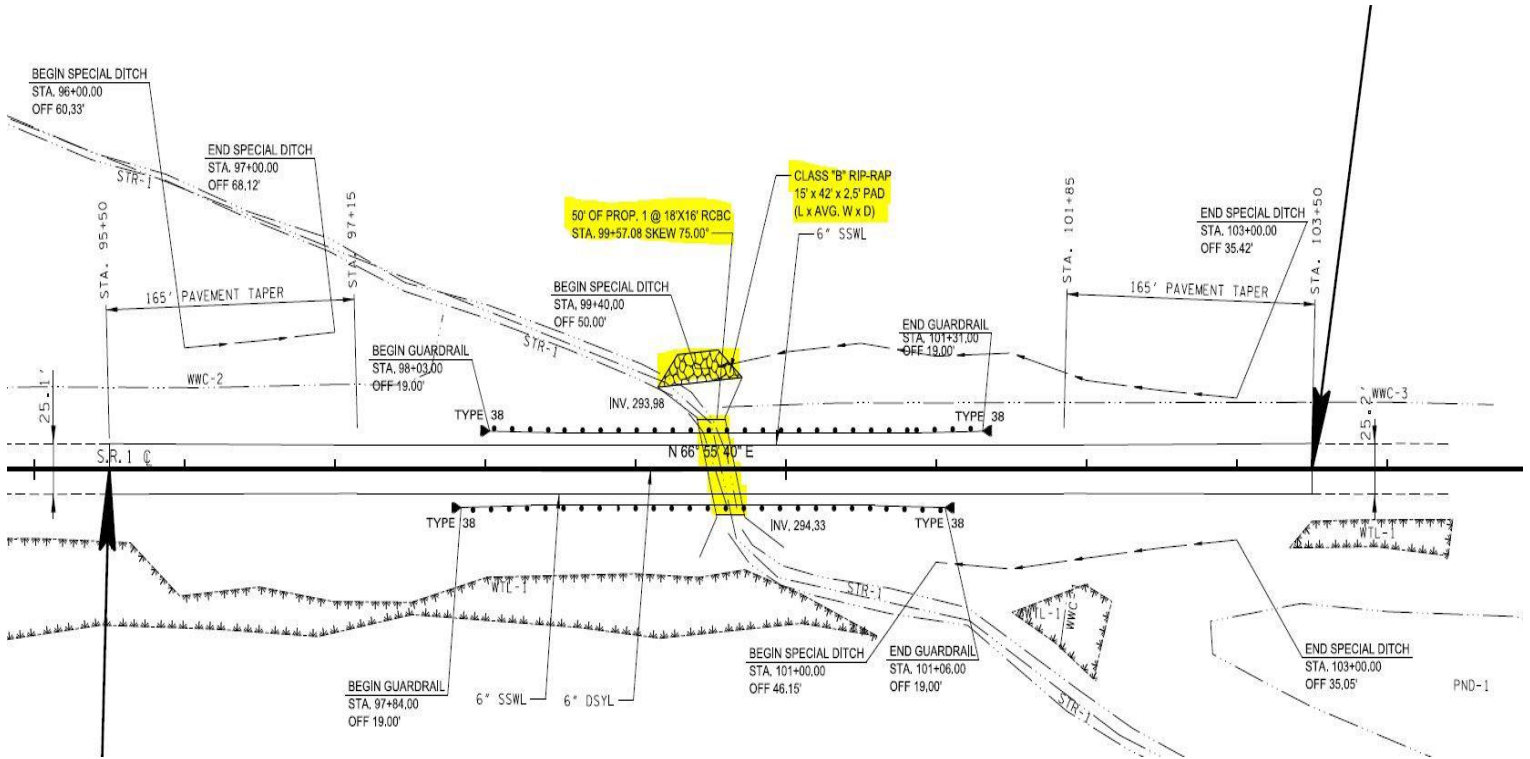 BEGIN SPECIAL DITCH
STA. 96+00.00
OFF 60.33'
STR-1
END SPECIAL DITCH
STA. 97+00.00
OFF 68.12'
STA. 95+50
STA. 97+15
165' PAVEMENT TAPER
50' OF PROP. 1 @ 18'X16' RCBC
STA. 99+57.08 SKEW 75.00°
CLASS "B" RIP-RAP
15' x 42' x 2.5' PAD
(L x AVG. W x D)
6" SSWL
BEGIN SPECIAL DITCH
STA. 99+40.00
OFF 50.00'
STR-1
STA. 101+85
165' PAVEMENT TAPER
END SPECIAL DITCH
STA. 103+00.00
OFF 35.42'
STA. 103+50
BEGIN GUARDRAIL
STA. 98+03.00
OFF 19.00'
END GUARDRAIL
STA. 101+31.00
OFF 19.00'
WWC-2
WWC-3
INV. 293.98
TYPE 38
TYPE 38
25.1'
25.2'
S.R.1 ℄
N 66° 55' 40" E
TYPE 38
INV. 294.33
TYPE 38
WTL-1
WTL-1
STR-1
WTL-1
WWC-
BEGIN GUARDRAIL
STA. 97+84.00
OFF 19.00'
6" SSWL
6" DSYL
BEGIN SPECIAL DITCH
STA. 101+00.00
OFF 46.15'
END GUARDRAIL
STA. 101+06.00
OFF 19.00'
STR-1
END SPECIAL DITCH
STA. 103+00.00
OFF 35.05'
PND-1